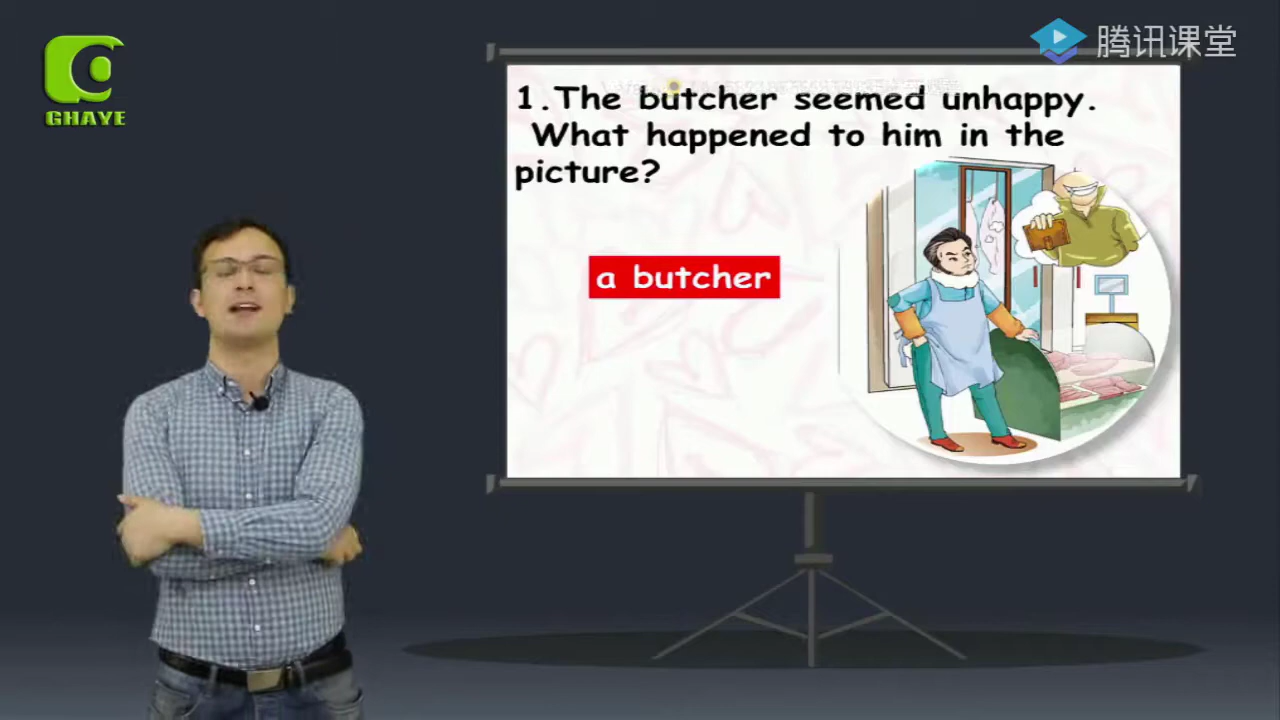 GHAYE
腾讯课堂
1.The butcher seemed unhappy.
What happened to him in the
picture?
a butcher